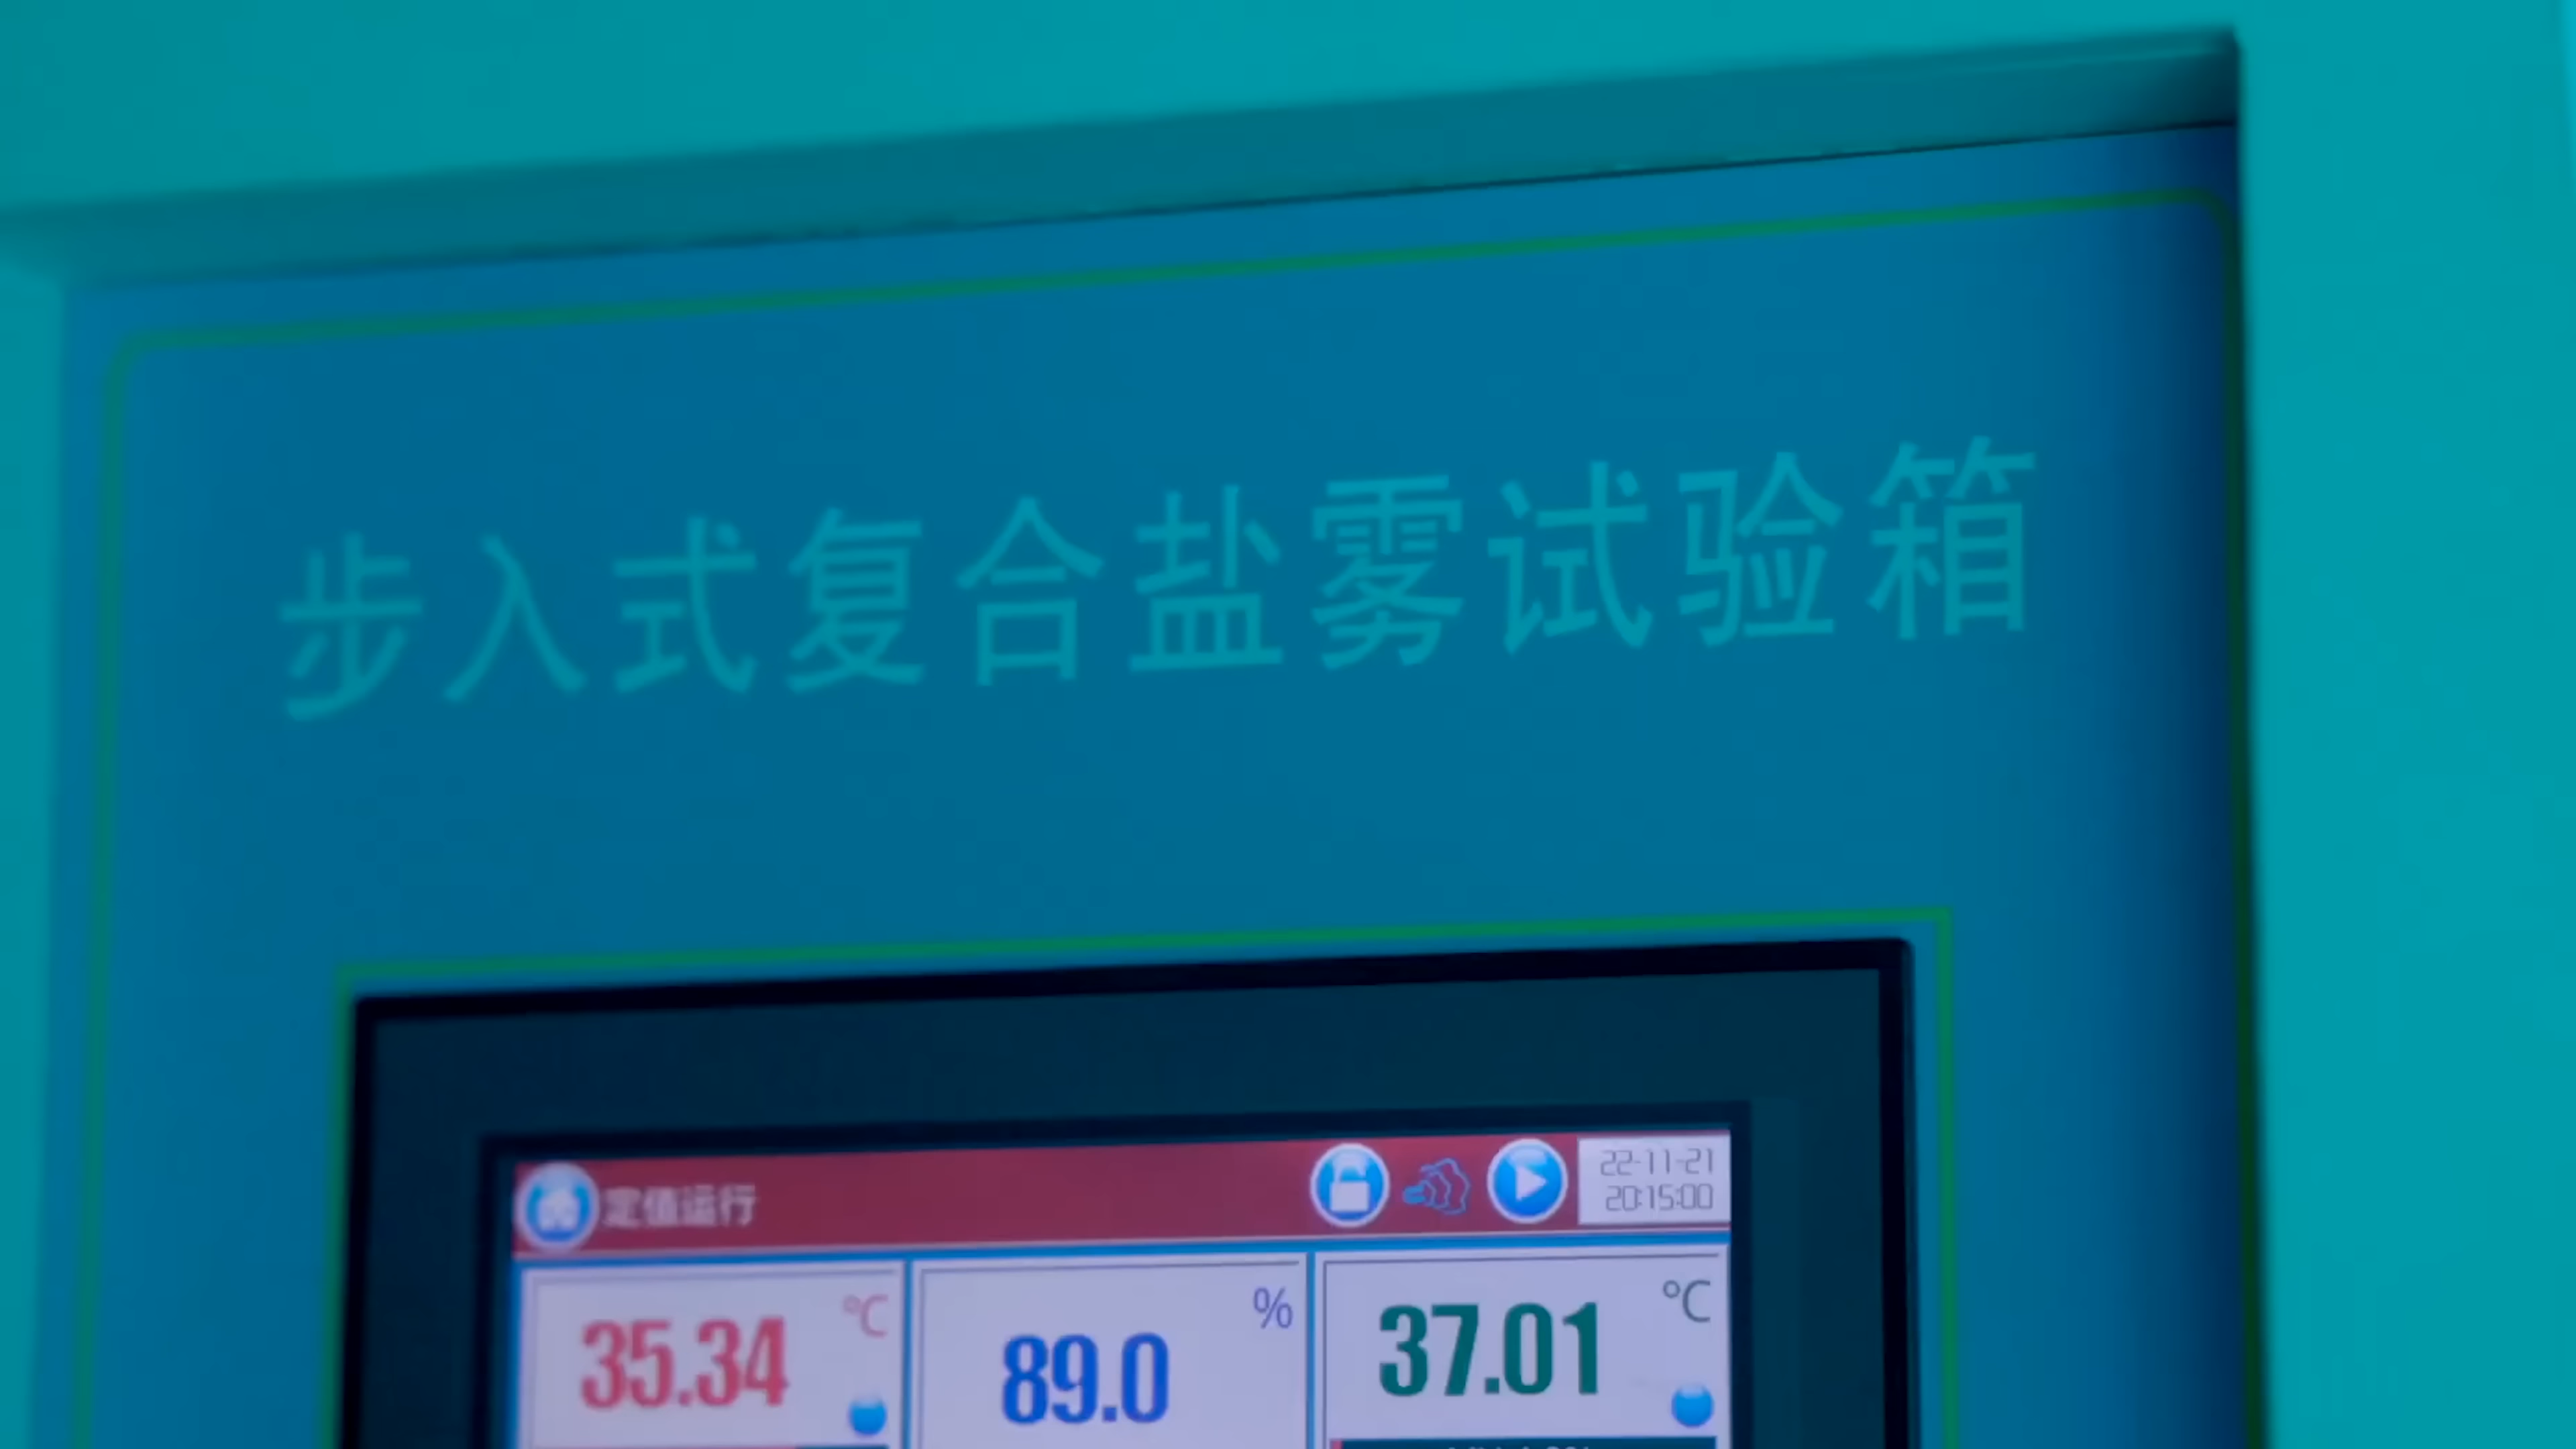 步入式复合盐雾试验箱
定值运行
22-11-21
20:15:00
35.34 ℃
89.0 %
37.01 ℃